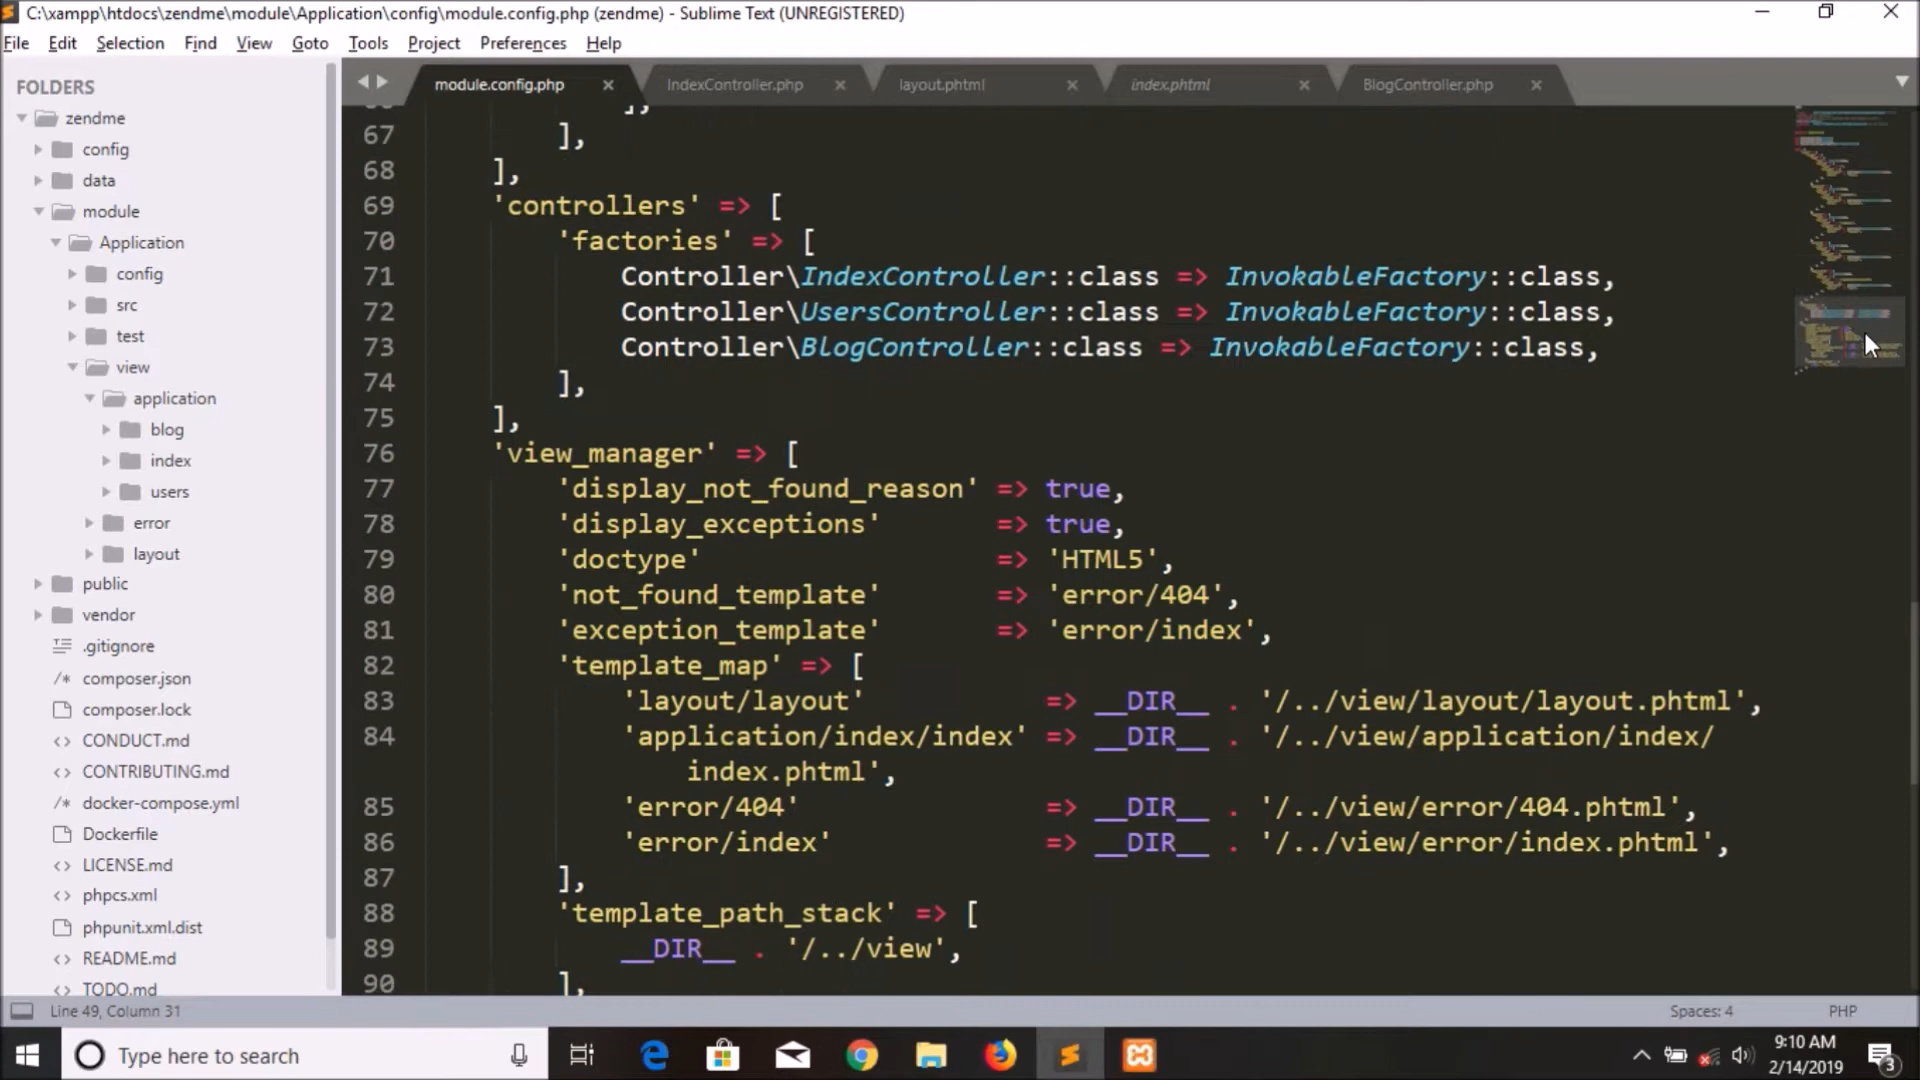 C:\xampp\htdocs\zendme\module\Application\config\module.config.php (zendme) - Sublime Text (UNREGISTERED)
File Edit Selection Find View Goto Tools Project Preferences Help
FOLDERS
zendme
config
data
module
Application
config
src
test
view
application
blog
index
users
error
layout
public
vendor
.gitignore
composer.json
composer.lock
CONDUCT.md
CONTRIBUTING.md
docker-compose.yml
Dockerfile
LICENSE.md
phpcs.xml
phpunit.xml.dist
README.md
TODO.md
module.config.php IndexController.php layout.phtml index.phtml BlogController.php
],
67 ],
68 ],
69 'controllers' => [
70 'factories' => [
71 Controller\IndexController::class => InvokableFactory::class,
72 Controller\UsersController::class => InvokableFactory::class,
73 Controller\BlogController::class => InvokableFactory::class,
74 ],
75 ],
76 'view_manager' => [
77 'display_not_found_reason' => true,
78 'display_exceptions' => true,
79 'doctype' => 'HTML5',
80 'not_found_template' => 'error/404',
81 'exception_template' => 'error/index',
82 'template_map' => [
83 'layout/layout' => __DIR__ . '/../view/layout/layout.phtml',
84 'application/index/index' => __DIR__ . '/../view/application/index/
index.phtml',
85 'error/404' => __DIR__ . '/../view/error/404.phtml',
86 'error/index' => __DIR__ . '/../view/error/index.phtml',
87 ],
88 'template_path_stack' => [
89 __DIR__ . '/../view',
90 ],
Line 49, Column 31 Spaces: 4 PHP
Type here to search
9:10 AM
2/14/2019
3